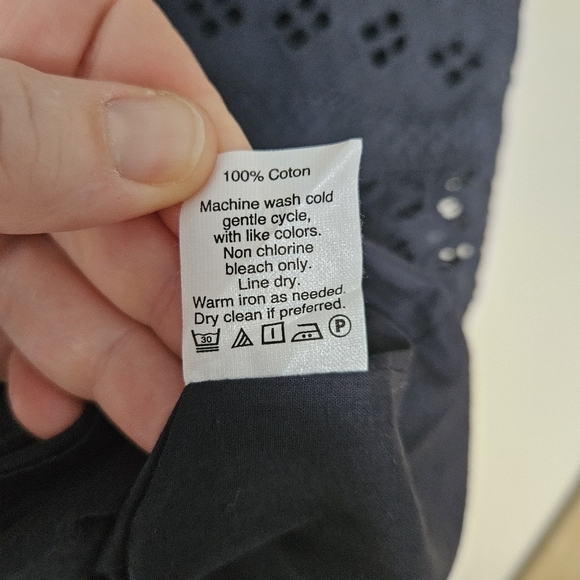 100% Coton
Machine wash cold
gentle cycle,
with like colors.
Non chlorine
bleach only.
Line dry.
Warm iron as needed.
Dry clean if preferred.
30 P